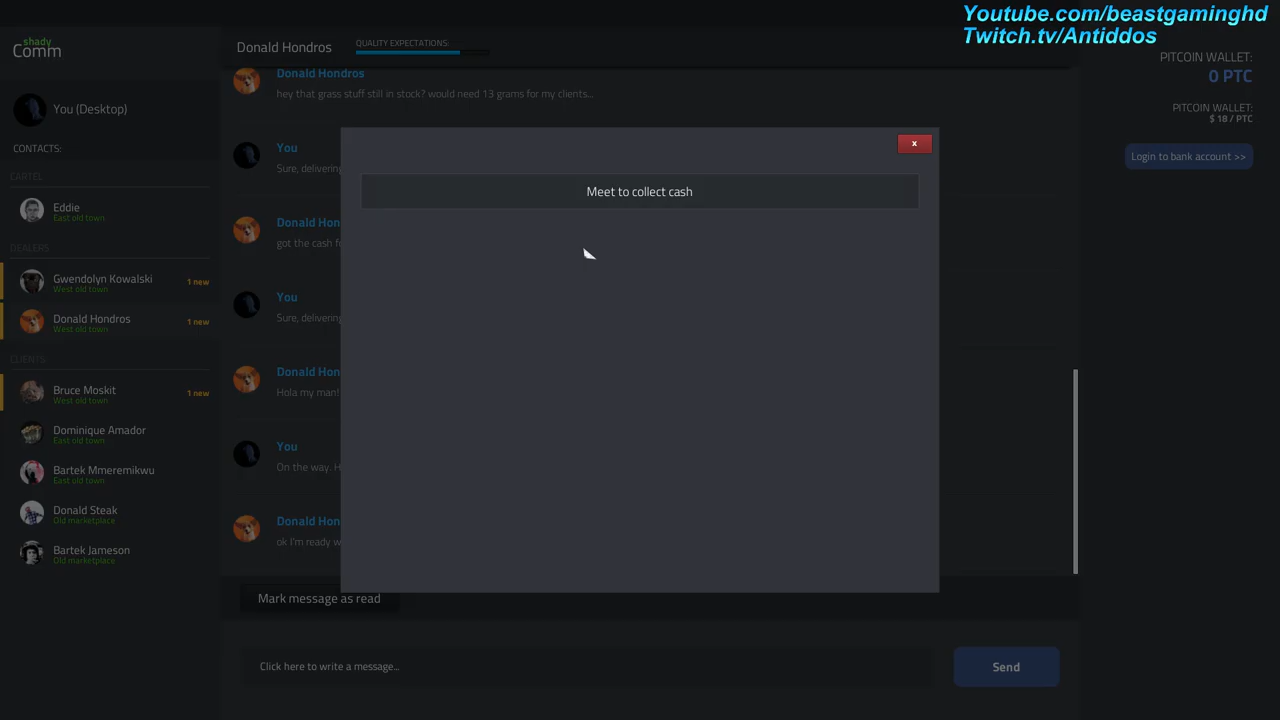 Youtube.com/beastgaminghd
Twitch.tv/Antiddos
shady
Comm
Donald Hondros
QUALITY EXPECTATIONS:
PITCOIN WALLET:
0 PTC
PITCOIN WALLET:
$ 18 / PTC
Login to bank account >>
You (Desktop)
CONTACTS:
CARTEL
Eddie
East old town
DEALERS
Gwendolyn Kowalski
West old town
1 new
Donald Hondros
West old town
1 new
CLIENTS
Bruce Moskit
West old town
1 new
Dominique Amador
East old town
Bartek Mmeremikwu
East old town
Donald Steak
Old marketplace
Bartek Jameson
Old marketplace
Donald Hondros
hey that grass stuff still in stock? would need 13 grams for my clients...
You
Sure, delivering
Donald Hon
got the cash f
You
Sure, delivering
Donald Hon
Hola my man!
You
On the way. H
Donald Hon
ok I'm ready w
x
Meet to collect cash
Mark message as read
Click here to write a message...
Send